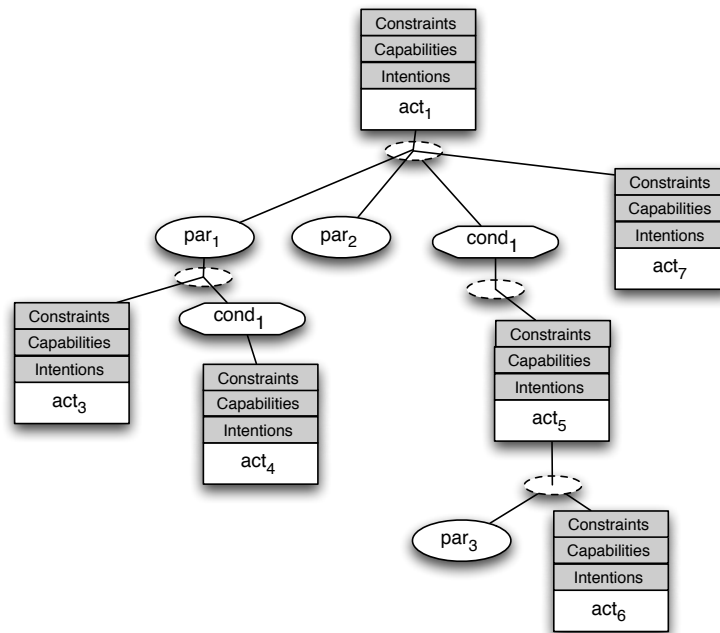 Constraints
Capabilities
Intentions
act1
par1
par2
cond1
Constraints
Capabilities
Intentions
act7
Constraints
Capabilities
Intentions
act3
cond1
Constraints
Capabilities
Intentions
act4
Constraints
Capabilities
Intentions
act5
par3
Constraints
Capabilities
Intentions
act6